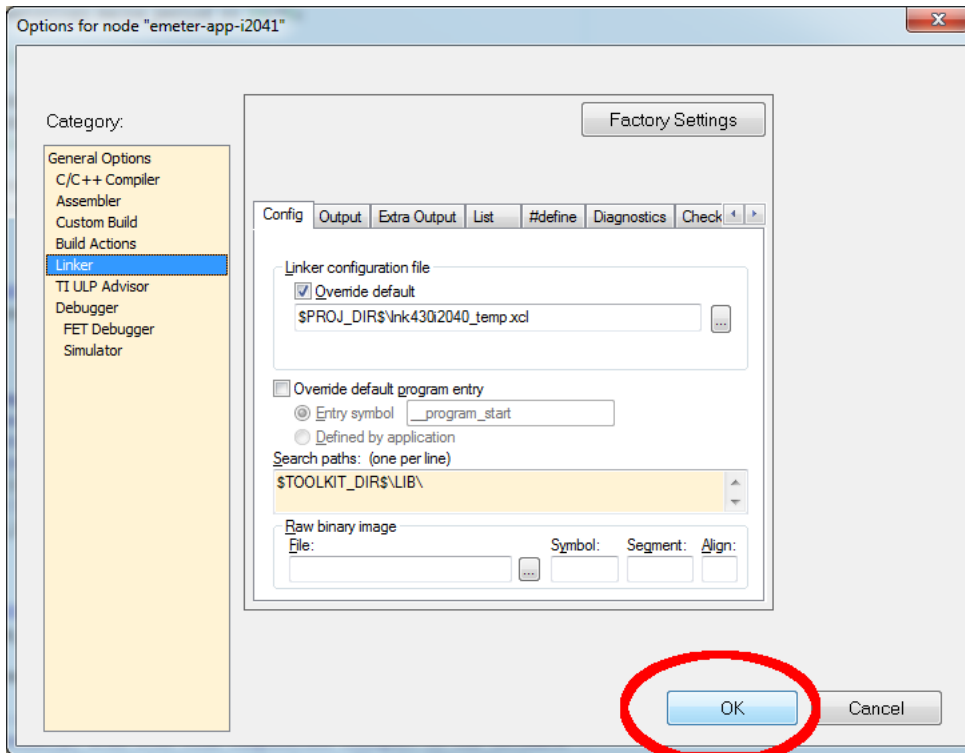 Options for node "emeter-app-i2041"
Category:
General Options
C/C++ Compiler
Assembler
Custom Build
Build Actions
Linker
TI ULP Advisor
Debugger
FET Debugger
Simulator
Factory Settings
Config Output Extra Output List #define Diagnostics Check
Linker configuration file
Override default
$PROJ_DIR$\lnk430i2040_temp.xcl
...
Override default program entry
Entry symbol __program_start
Defined by application
Search paths: (one per line)
$TOOLKIT_DIR$\LIB\
Raw binary image
File: Symbol: Segment: Align:
...
OK Cancel